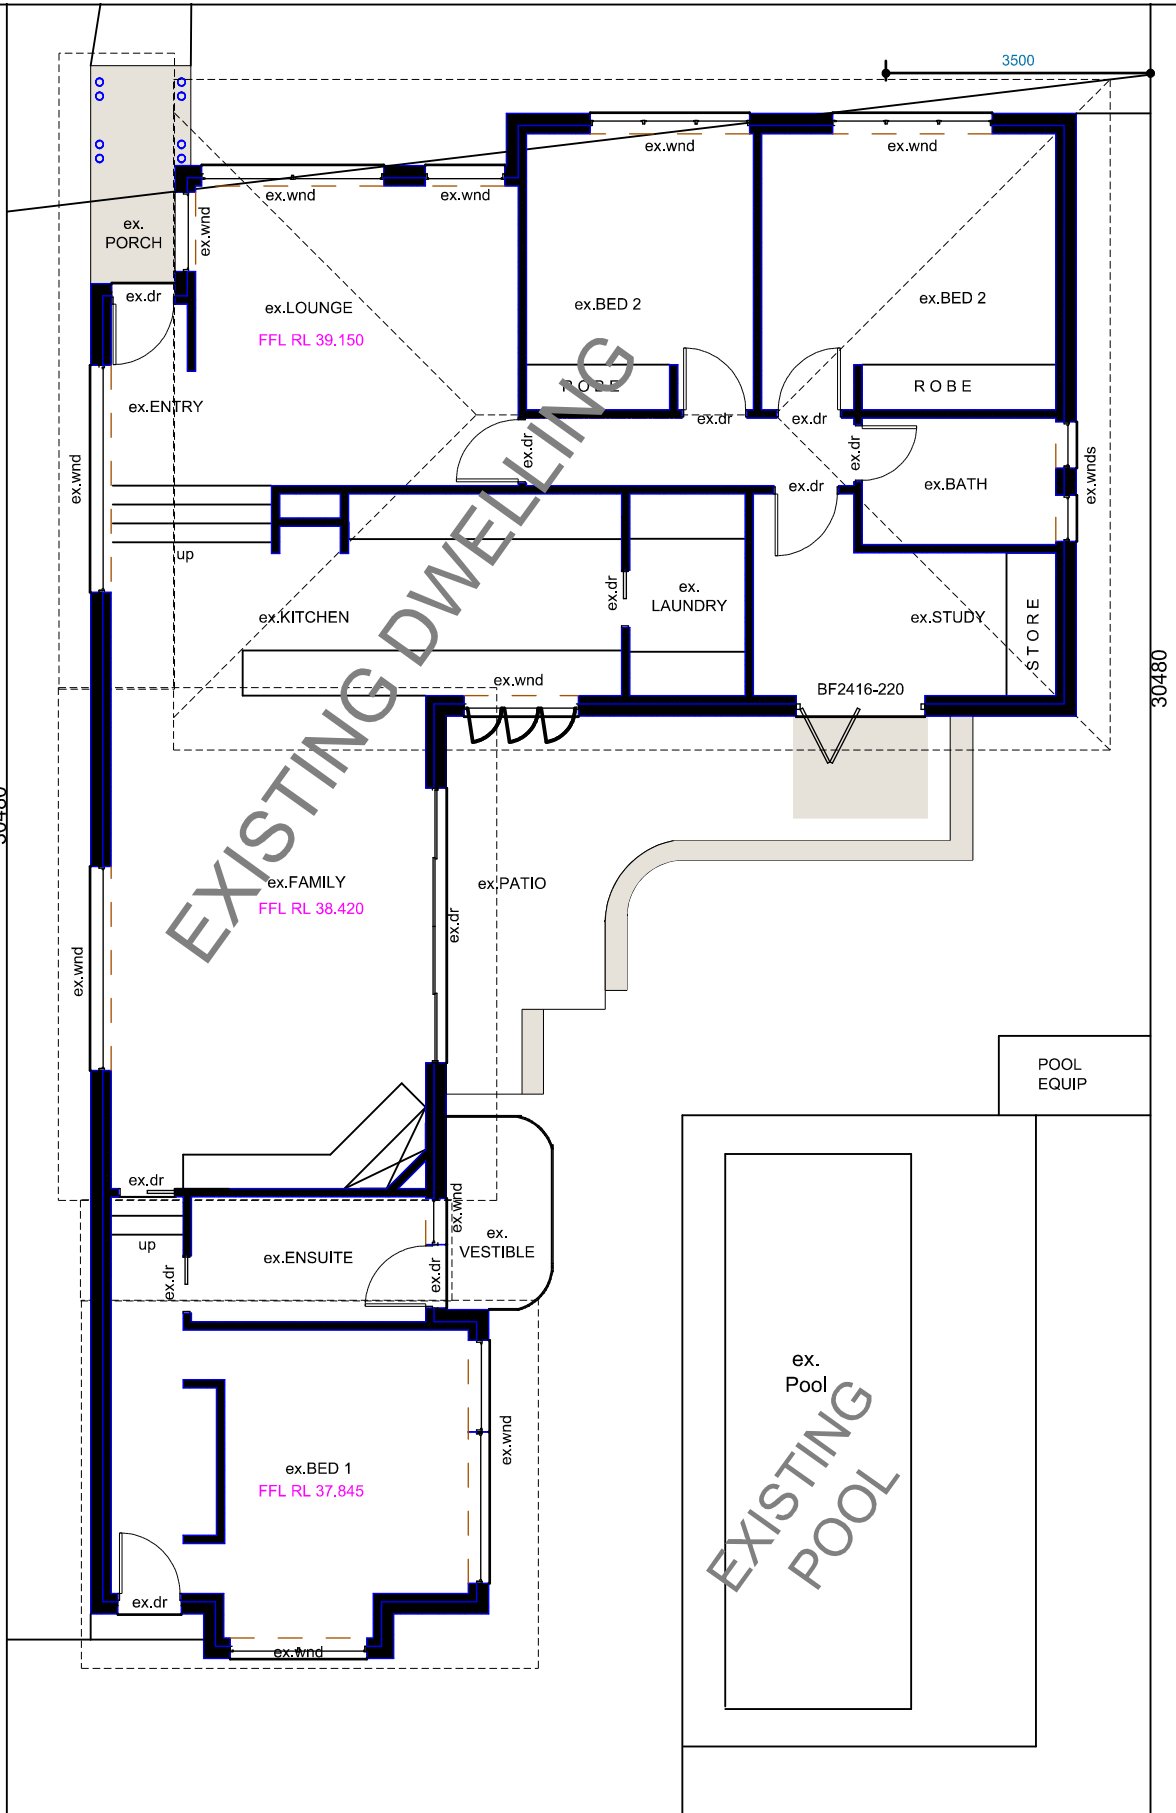 3500
ex.wnd
ex.wnd
ex.wnd
ex.wnd
ex.wnd
ex.
PORCH
ex.dr
ex.LOUNGE
FFL RL 39.150
ex.BED 2
ex.BED 2
ROBE
ROBE
ex.ENTRY
ex.dr
ex.dr
ex.dr
ex.dr
ex.wnd
ex.dr
ex.BATH
ex.wnds
up
ex.KITCHEN
ex.dr
ex.
LAUNDRY
ex.STUDY
STORE
ex.wnd
BF2416-220
30480
30480
EXISTING DWELLING
ex.FAMILY
FFL RL 38.420
ex.PATIO
ex.dr
ex.wnd
POOL
EQUIP
ex.dr
up
ex.dr
ex.ENSUITE
ex.wnd
ex.dr
ex.
VESTIBLE
ex.
Pool
EXISTING
POOL
ex.BED 1
FFL RL 37.845
ex.wnd
ex.dr
ex.wnd